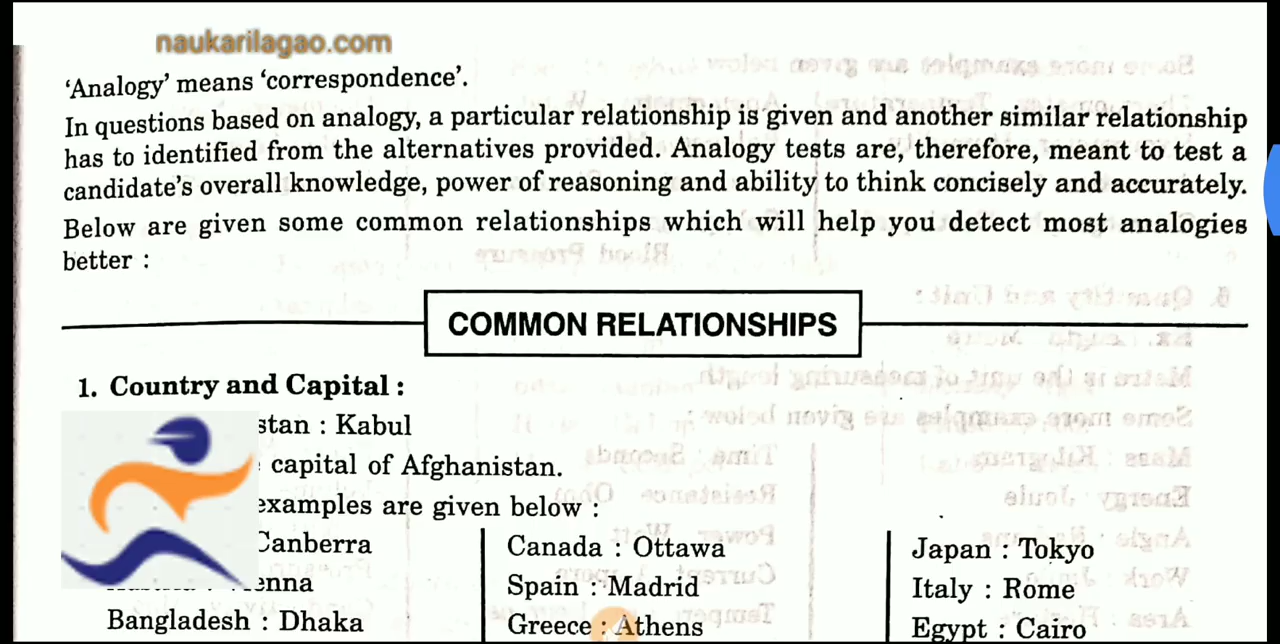 naukarilagao.com
'Analogy' means 'correspondence'.
In questions based on analogy, a particular relationship is given and another similar relationship
has to identified from the alternatives provided. Analogy tests are, therefore, meant to test a
candidate's overall knowledge, power of reasoning and ability to think concisely and accurately.
Below are given some common relationships which will help you detect most analogies
better :
COMMON RELATIONSHIPS
1. Country and Capital :
stan : Kabul
capital of Afghanistan.
examples are given below :
Canberra
Canada : Ottawa
Japan : Tokyo
enna
Spain : Madrid
Italy : Rome
Bangladesh : Dhaka
Greece : Athens
Egypt : Cairo